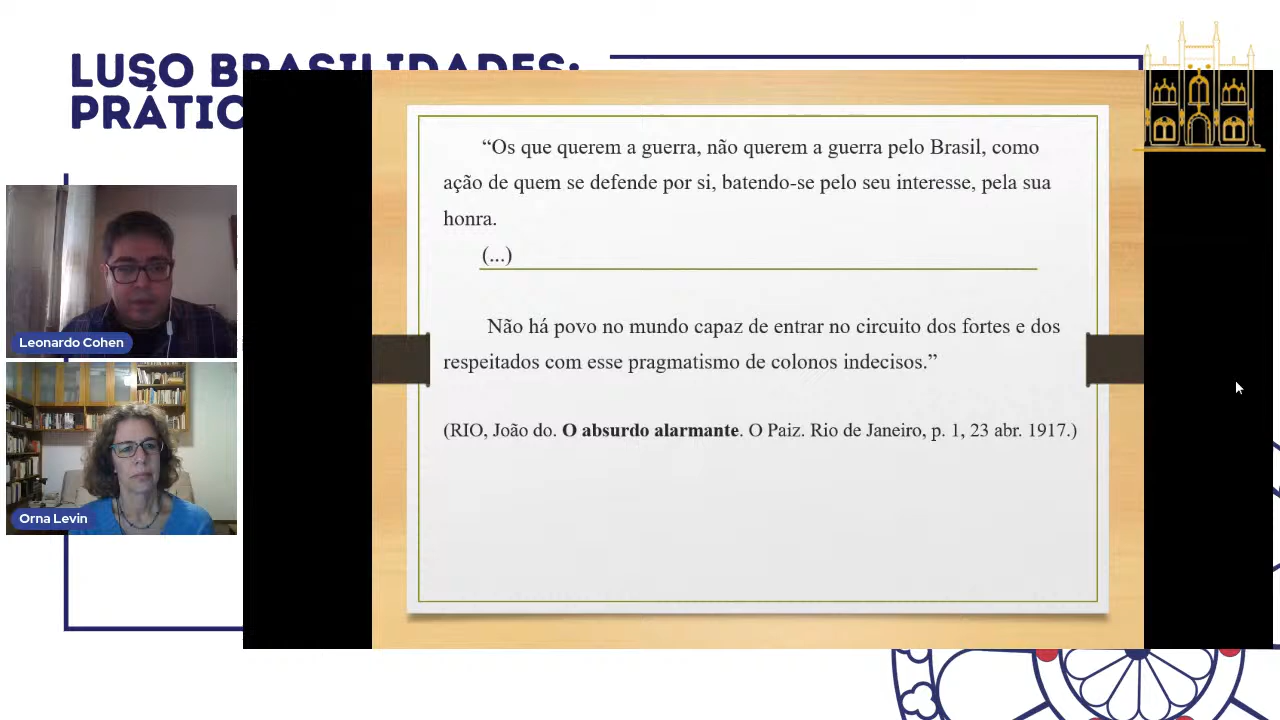 LUSO BRASILIDADES:
PRÁTIC
“Os que querem a guerra, não querem a guerra pelo Brasil, como
ação de quem se defende por si, batendo-se pelo seu interesse, pela sua
honra.
(...)
Não há povo no mundo capaz de entrar no circuito dos fortes e dos
respeitados com esse pragmatismo de colonos indecisos.”
(RIO, João do. O absurdo alarmante. O Paiz. Rio de Janeiro, p. 1, 23 abr. 1917.)
Leonardo Cohen
Orna Levin